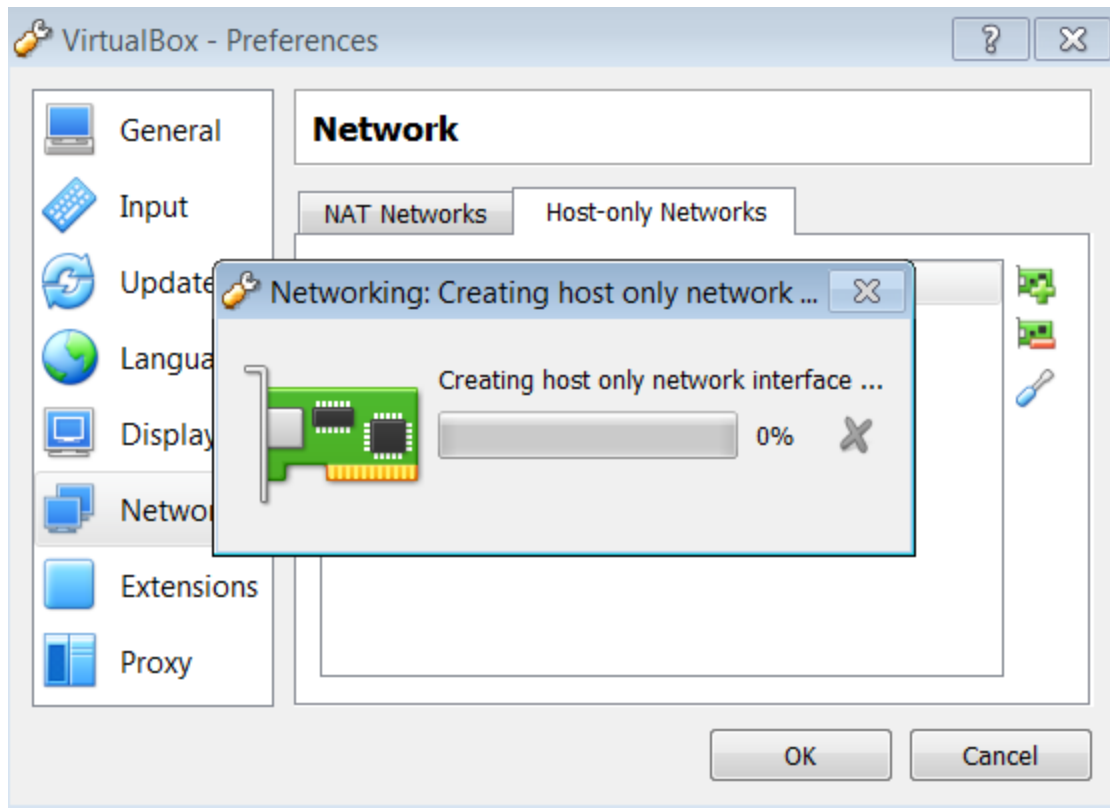 VirtualBox - Preferences
General
Input
Update
Langua
Display
Networ
Extensions
Proxy
Network
NAT Networks
Host-only Networks
Networking: Creating host only network ...
Creating host only network interface ...
0%
OK
Cancel